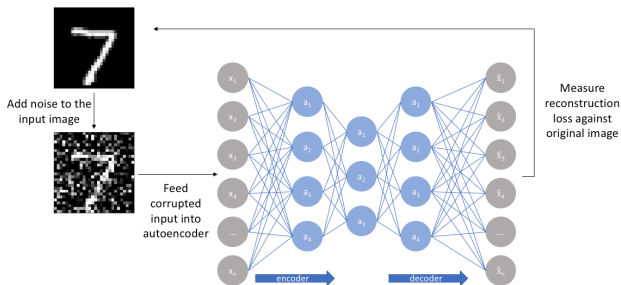 Add noise to the
input image
Feed
corrupted
input into
autoencoder
x₁
x₂
x₃
x₄
...
xₙ
a₁
a₂
a₃
a₄
a₁
a₂
a₃
a₁
a₂
a₃
a₄
x̂₁
x̂₂
x̂₃
x̂₄
...
x̂ₙ
encoder
decoder
Measure
reconstruction
loss against
original image
7
7